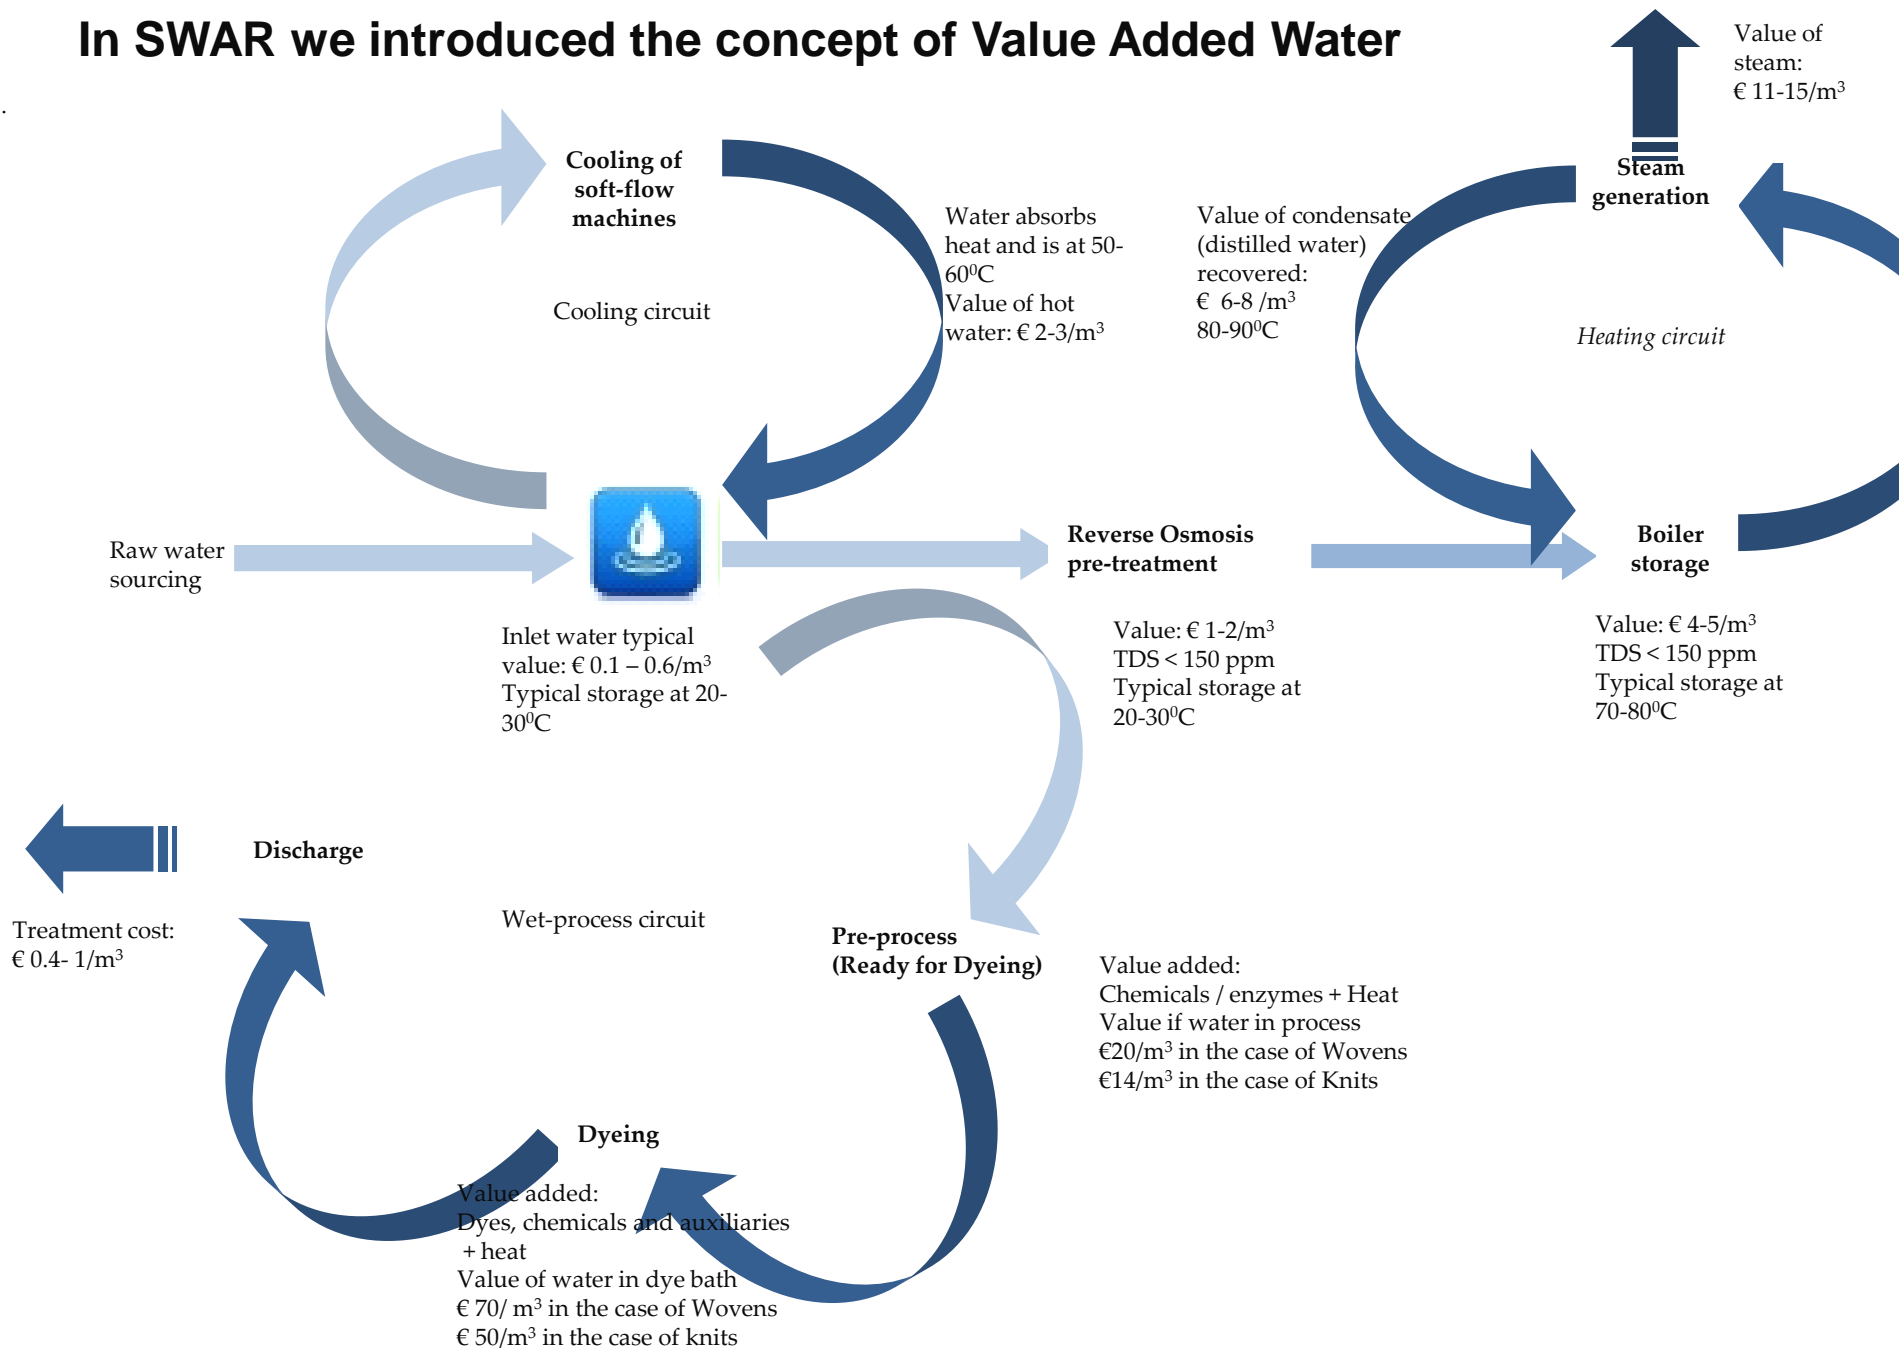 In SWAR we introduced the concept of Value Added Water
.
Value of
steam:
€ 11-15/m³
Cooling of
soft-flow
machines
Cooling circuit
Water absorbs
heat and is at 50-
60⁰C
Value of hot
water: € 2-3/m³
Value of condensate
(distilled water)
recovered:
€ 6-8 /m³
80-90⁰C
Steam
generation
Heating circuit
Raw water
sourcing
Inlet water typical
value: € 0.1 – 0.6/m³
Typical storage at 20-
30⁰C
Reverse Osmosis
pre-treatment
Value: € 1-2/m³
TDS < 150 ppm
Typical storage at
20-30⁰C
Boiler
storage
Value: € 4-5/m³
TDS < 150 ppm
Typical storage at
70-80⁰C
Discharge
Treatment cost:
€ 0.4- 1/m³
Wet-process circuit
Pre-process
(Ready for Dyeing)
Value added:
Chemicals / enzymes + Heat
Value if water in process
€20/m³ in the case of Wovens
€14/m³ in the case of Knits
Dyeing
Value added:
Dyes, chemicals and auxiliaries
+ heat
Value of water in dye bath
€ 70/ m³ in the case of Wovens
€ 50/m³ in the case of knits